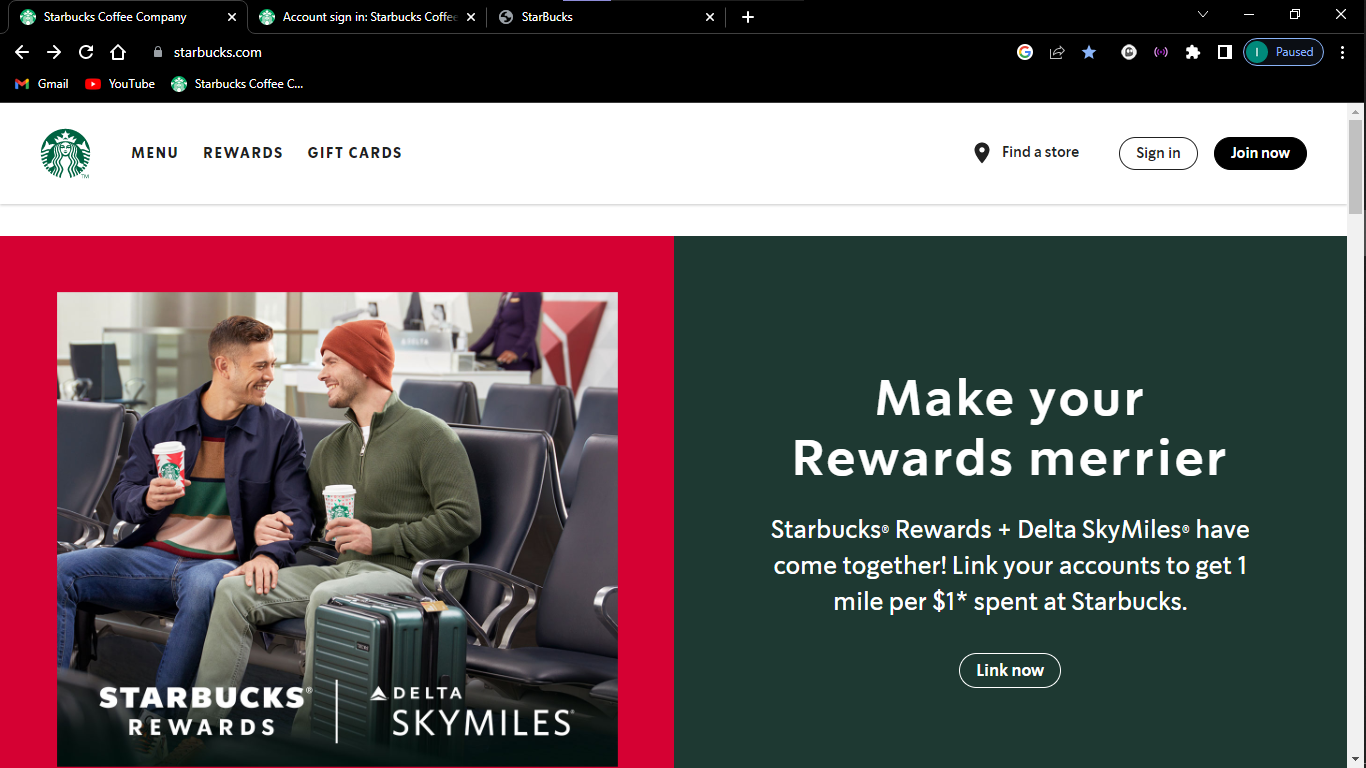 Starbucks Coffee Company
Account sign in: Starbucks Coffee
StarBucks
starbucks.com
I
Paused
Gmail
YouTube
Starbucks Coffee C...
MENU
REWARDS
GIFT CARDS
Find a store
Sign in
Join now
TM
DELTA
STARBUCKS®
REWARDS
DELTA
SKYMILES®
Make your
Rewards merrier
Starbucks® Rewards + Delta SkyMiles® have
come together! Link your accounts to get 1
mile per $1* spent at Starbucks.
Link now